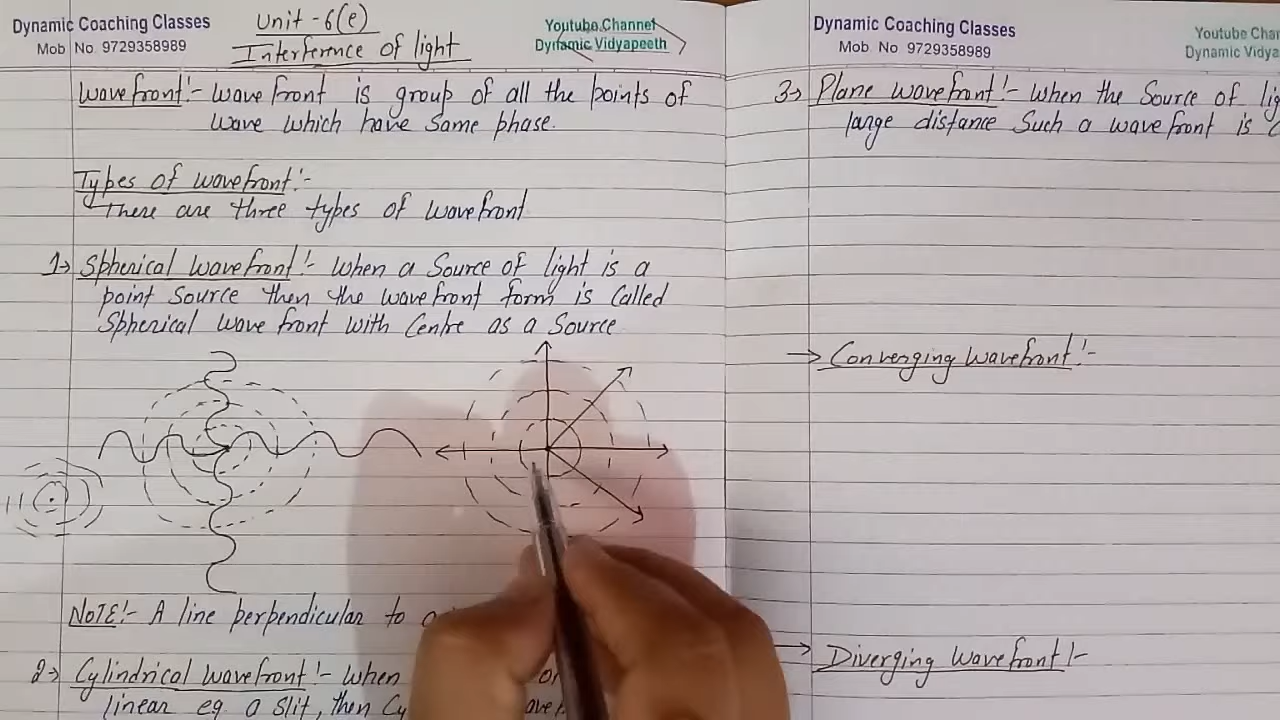 Dynamic Coaching Classes
Mob No 9729358989
Unit - 6(e)
Interference of light
Youtube Channel
Dynamic Vidyapeeth
Wavefront:- Wave front is group of all the points of
wave which have same phase.
Types of wavefront:-
There are three types of wavefront
1→ Spherical wavefront:- When a Source of light is a
point source then the wavefront form is called
Spherical wave front with Centre as a Source
NOTE:- A line perpendicular to
2→ Cylindrical wavefront:- When
linear eg. a slit, then
Dynamic Coaching Classes
Mob No 9729358989
Youtube
Dynamic
3→ Plane wavefront:- When the Source of
large distance Such a wavefront is
→ Converging wavefront:-
→ Diverging wavefront:-